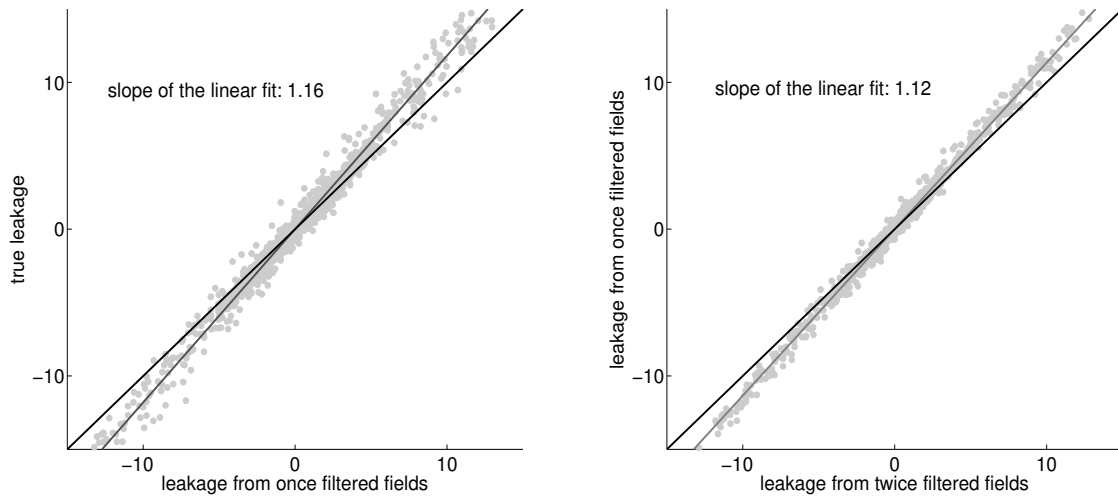 slope of the linear fit: 1.16
true leakage
10
0
−10
−10
0
10
leakage from once filtered fields
slope of the linear fit: 1.12
leakage from once filtered fields
10
0
−10
−10
0
10
leakage from twice filtered fields